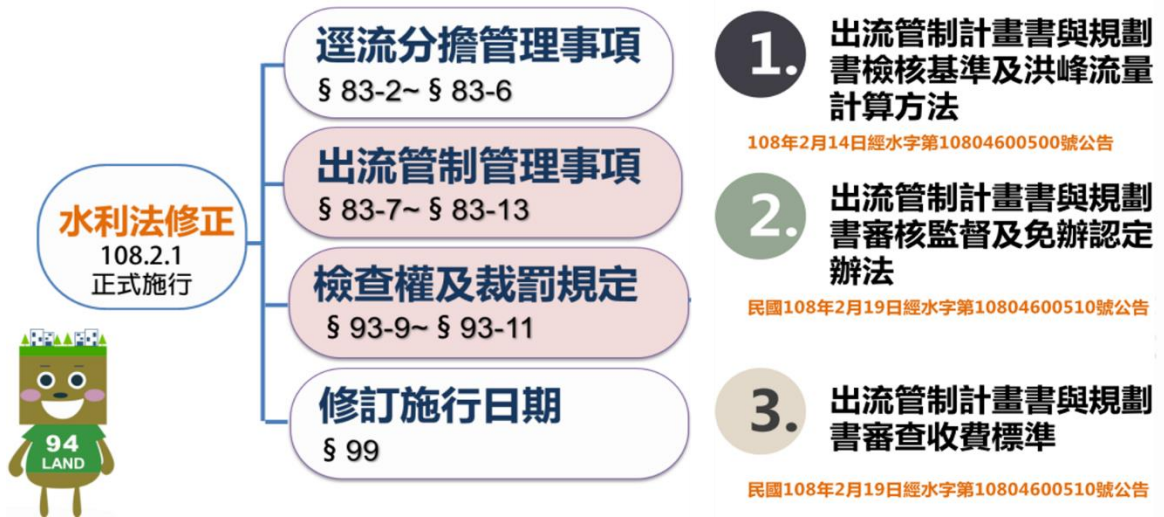 水利法修正
108.2.1
正式施行
逕流分擔管理事項
§ 83-2~ § 83-6
出流管制管理事項
§ 83-7~ § 83-13
檢查權及裁罰規定
§ 93-9~ § 93-11
修訂施行日期
§ 99
94
LAND
1.
出流管制計畫書與規劃
書檢核基準及洪峰流量
計算方法
108年2月14日經水字第10804600500號公告
2.
出流管制計畫書與規劃
書審核監督及免辦認定
辦法
民國108年2月19日經水字第10804600510號公告
3.
出流管制計畫書與規劃
書審查收費標準
民國108年2月19日經水字第10804600510號公告